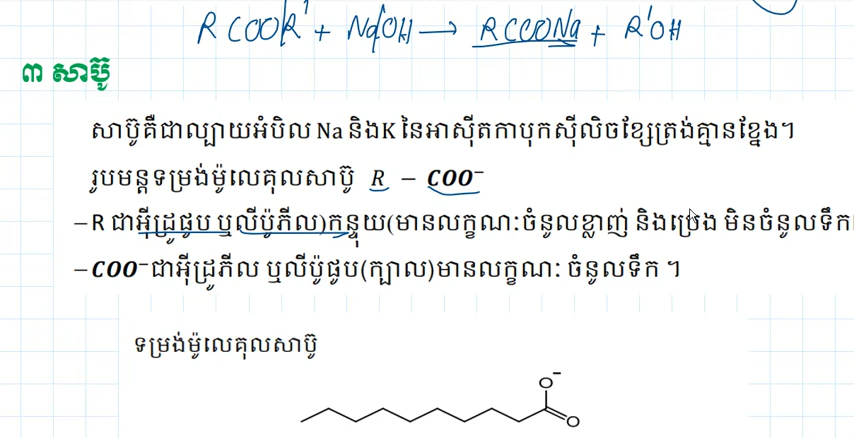 RCOOR' + NaOH → RCOONa + R'OH
៣ សាប៊ូ
សាប៊ូគឺជាល្បាយអំបិល Na និងK នៃអាស៊ីតកាបុកស៊ីលិចខ្សែត្រង់គ្មានខ្នែង។
រូបមន្តទម្រង់ម៉ូលេគុលសាប៊ូ R − COO⁻
−R ជាអ៊ីដ្រូផូប ឬលីប៉ូភីល)កន្ទុយ(មានលក្ខណៈចំនូលខ្លាញ់ និងប្រេង មិនចំនូលទឹក
−COO⁻ជាអ៊ីដ្រូភីល ឬលីប៉ូផូប(ក្បាល)មានលក្ខណៈ ចំនូលទឹក ។
ទម្រង់ម៉ូលេគុលសាប៊ូ
O⁻
O